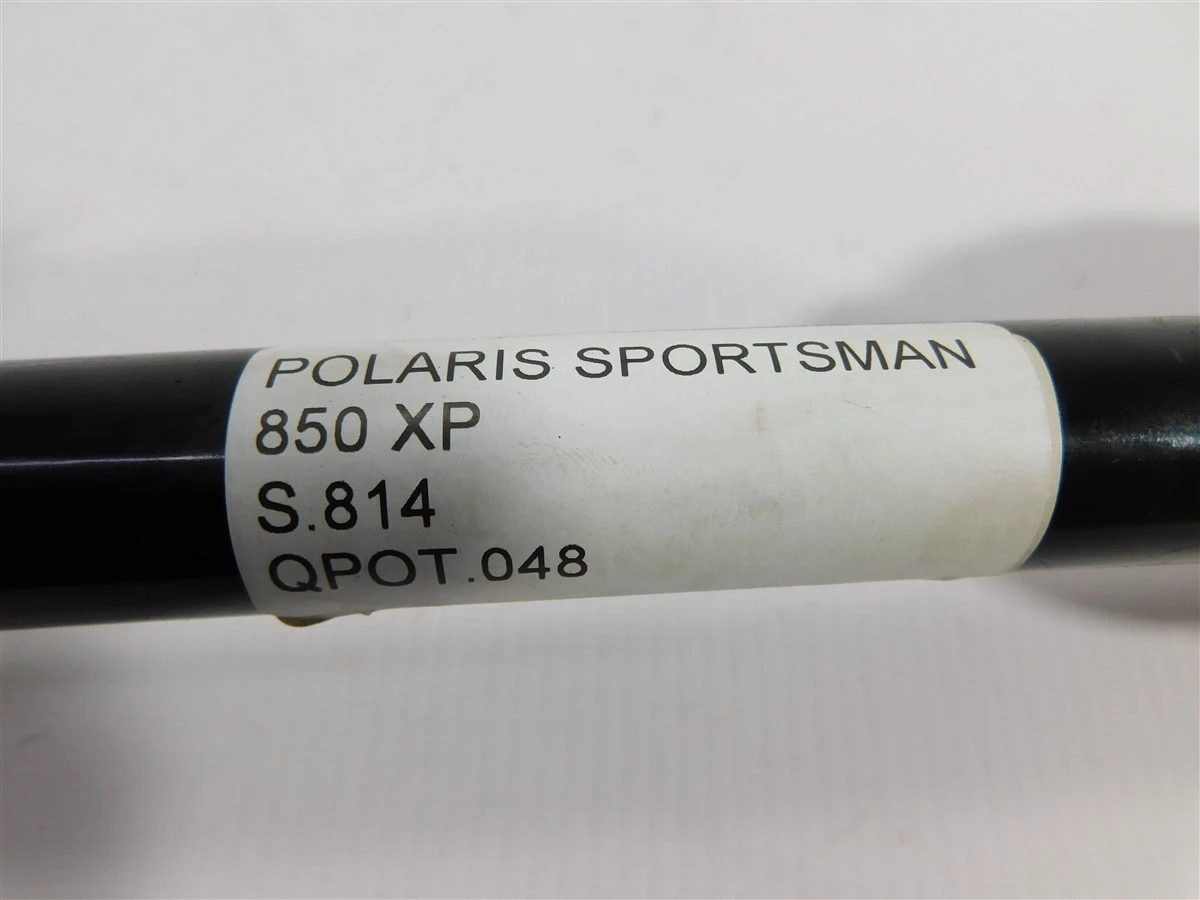 POLARIS SPORTSMAN
850 XP
S.814
QPOT.048